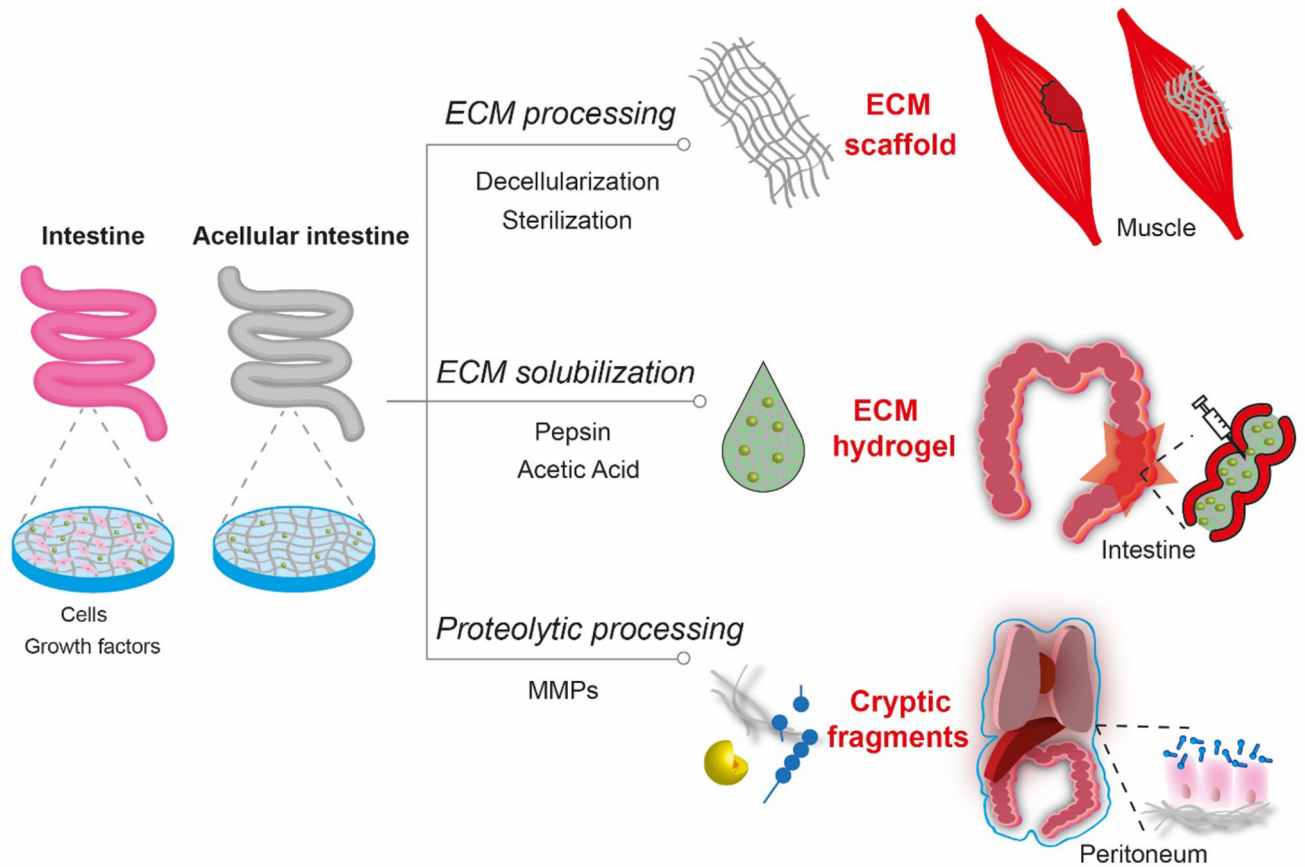 Intestine
Acellular intestine
Cells
Growth factors
ECM processing
Decellularization
Sterilization
ECM
scaffold
Muscle
ECM solubilization
Pepsin
Acetic Acid
ECM
hydrogel
Intestine
Proteolytic processing
MMPs
Cryptic
fragments
Peritoneum